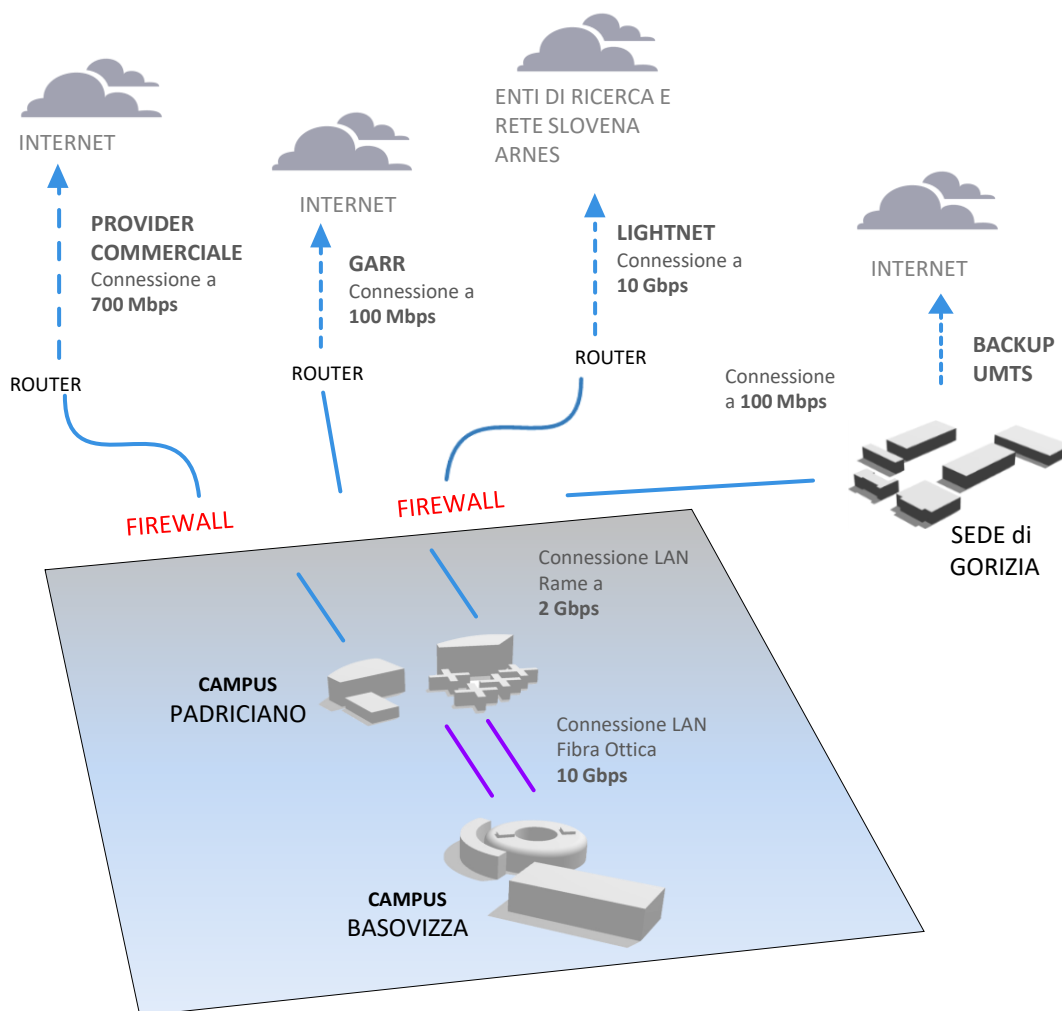 INTERNET
PROVIDER
COMMERCIALE
Connessione a
700 Mbps
ROUTER
INTERNET
GARR
Connessione a
100 Mbps
ROUTER
ENTI DI RICERCA E
RETE SLOVENA
ARNES
LIGHTNET
Connessione a
10 Gbps
ROUTER
INTERNET
BACKUP
UMTS
Connessione
a 100 Mbps
SEDE di
GORIZIA
FIREWALL
FIREWALL
Connessione LAN
Rame a
2 Gbps
CAMPUS
PADRICIANO
Connessione LAN
Fibra Ottica
10 Gbps
CAMPUS
BASOVIZZA